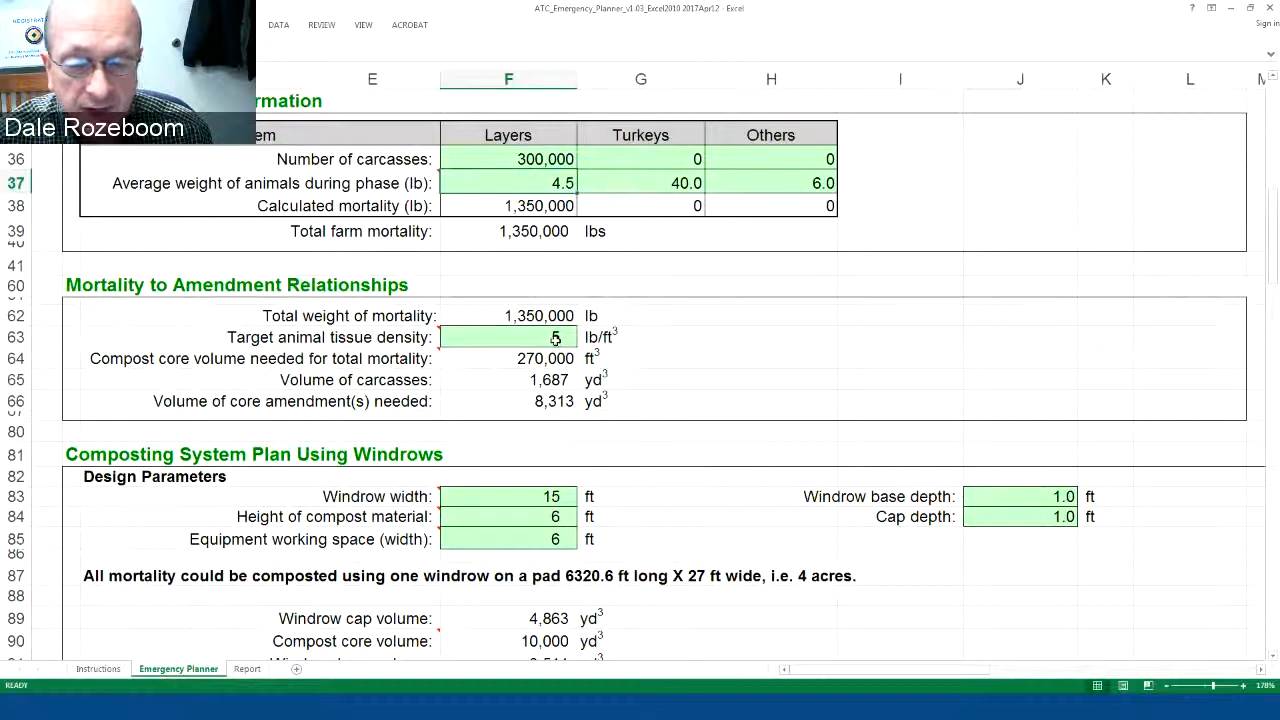 ATC_Emergency_Planner_v1.03_Excel2010 2017Apr12 - Excel
Sign in
DATA REVIEW VIEW ACROBAT
E F G H I J K L M
rmation
em Layers Turkeys Others
36 Number of carcasses: 300,000 0 0
37 Average weight of animals during phase (lb): 4.5 40.0 6.0
38 Calculated mortality (lb): 1,350,000 0 0
39 Total farm mortality: 1,350,000 lbs
40
41
60 Mortality to Amendment Relationships
62 Total weight of mortality: 1,350,000 lb
63 Target animal tissue density: 5 lb/ft³
64 Compost core volume needed for total mortality: 270,000 ft³
65 Volume of carcasses: 1,687 yd³
66 Volume of core amendment(s) needed: 8,313 yd³
67
80
81 Composting System Plan Using Windrows
82 Design Parameters
83 Windrow width: 15 ft Windrow base depth: 1.0 ft
84 Height of compost material: 6 ft Cap depth: 1.0 ft
85 Equipment working space (width): 6 ft
86
87 All mortality could be composted using one windrow on a pad 6320.6 ft long X 27 ft wide, i.e. 4 acres.
88
89 Windrow cap volume: 4,863 yd³
90 Compost core volume: 10,000 yd³
Instructions Emergency Planner Report
READY 178%
Dale Rozeboom